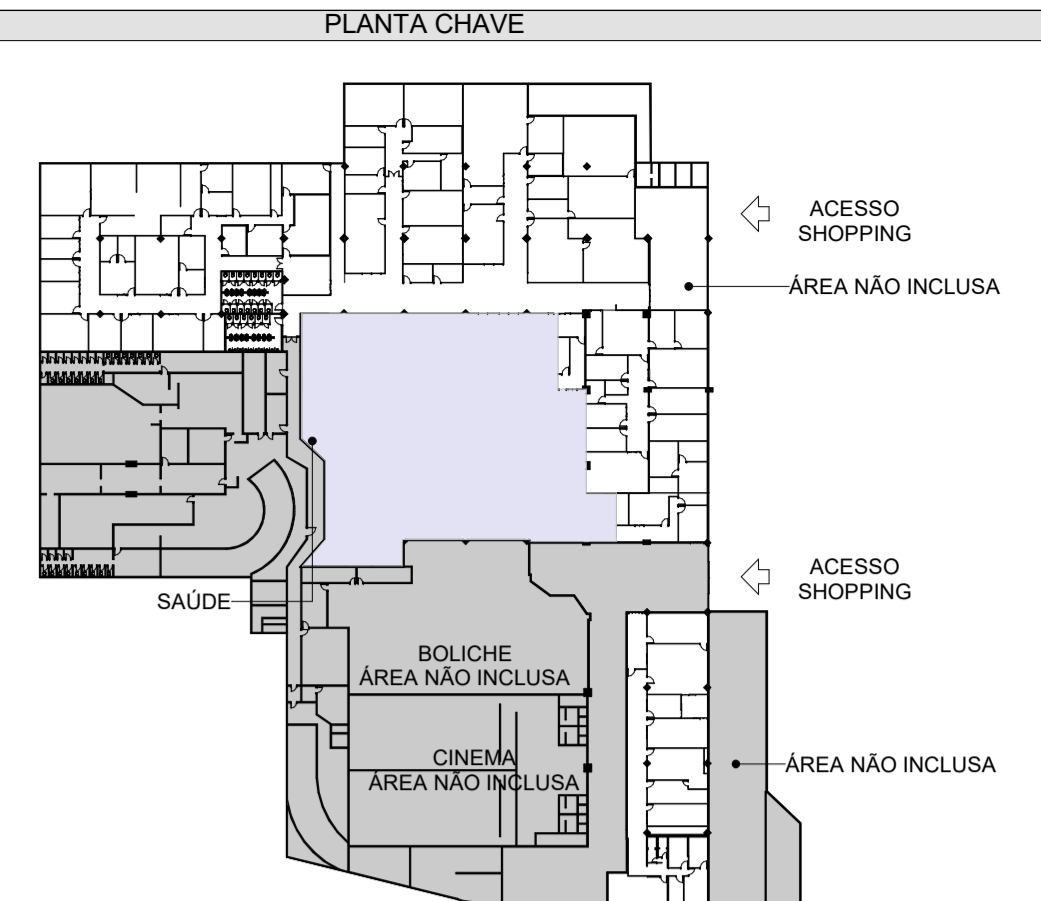 PLANTA CHAVE
ACESSO
SHOPPING
ÁREA NÃO INCLUSA
ACESSO
SHOPPING
SAÚDE
BOLICHE
ÁREA NÃO INCLUSA
CINEMA
ÁREA NÃO INCLUSA
ÁREA NÃO INCLUSA